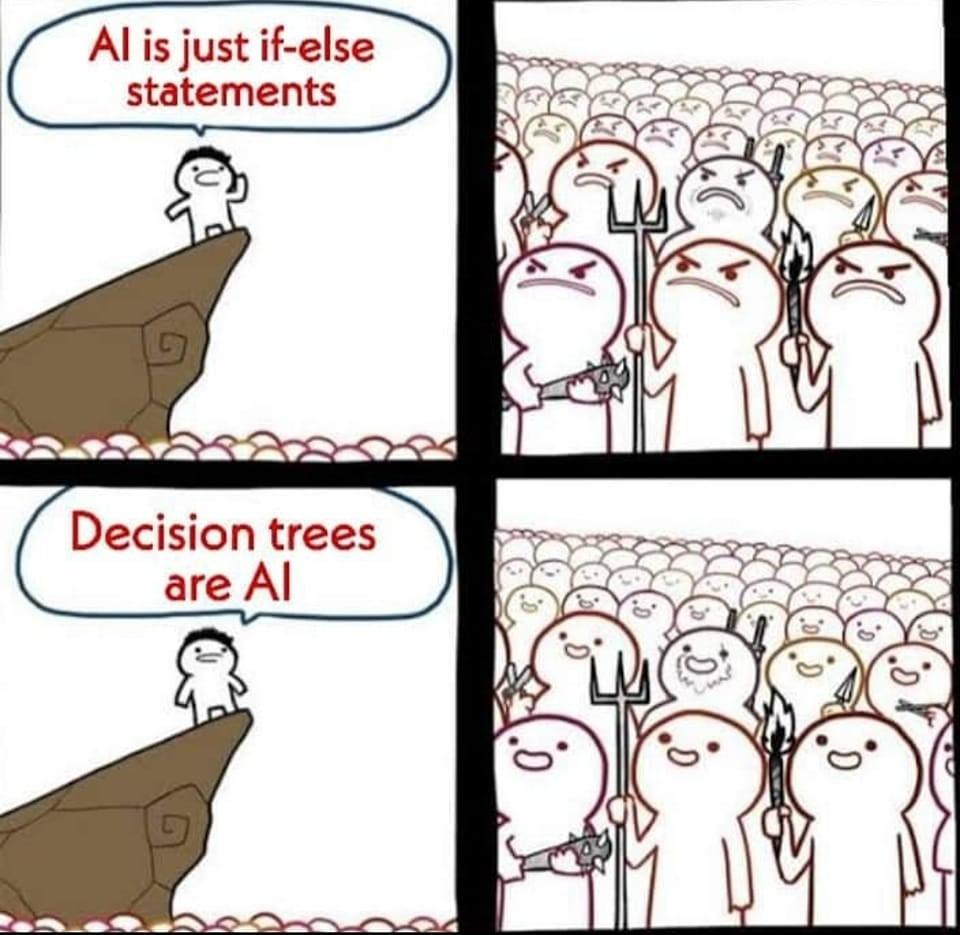 AI is just if-else
statements
Decision trees
are AI